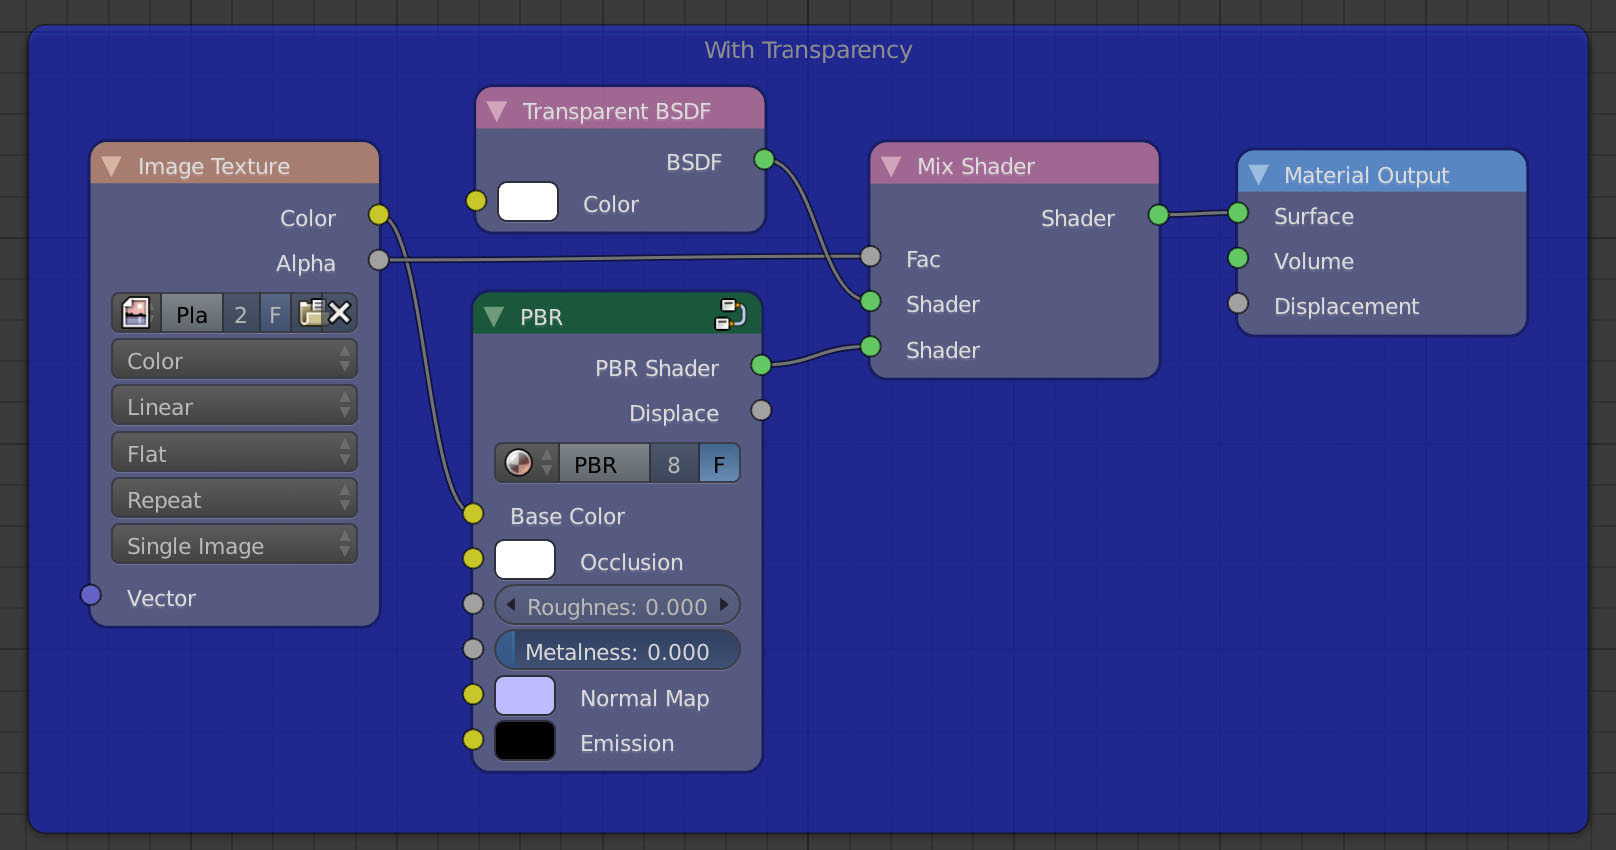 With Transparency
Image Texture
Color
Alpha
Pla 2 F
Color
Linear
Flat
Repeat
Single Image
Vector
Transparent BSDF
BSDF
Color
PBR
PBR Shader
Displace
PBR 8 F
Base Color
Occlusion
Roughnes: 0.000
Metalness: 0.000
Normal Map
Emission
Mix Shader
Shader
Fac
Shader
Shader
Material Output
Surface
Volume
Displacement